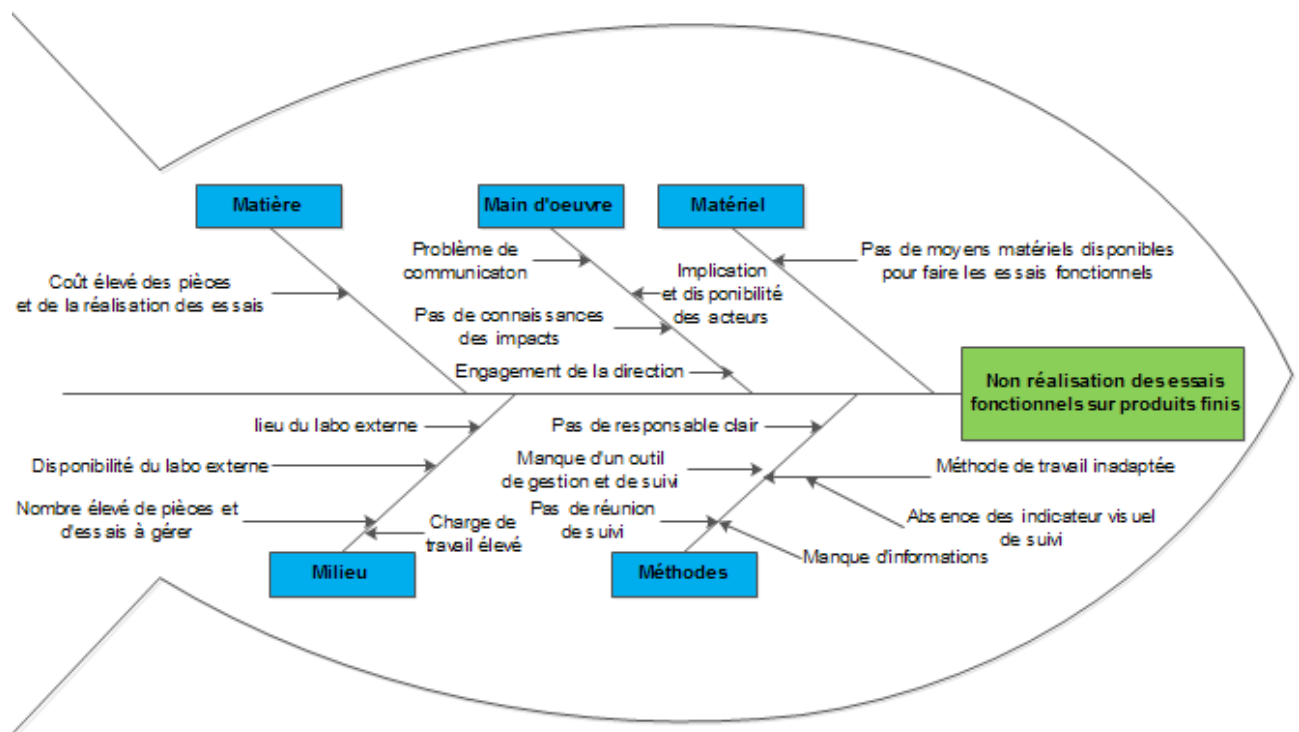 Matière
Main d'oeuvre
Matériel
Problème de
communicaton
Pas de moyens matériels disponibles
pour faire les essais fonctionnels
Implication
et disponibilité
des acteurs
Coût élevé des pièces
et de la réalisation des essais
Pas de connaissances
des impacts
Engagement de la direction
Non réalisation des essais
fonctionnels sur produits finis
lieu du labo externe
Pas de responsable clair
Disponibilité du labo externe
Manque d'un outil
de gestion et de suivi
Méthode de travail inadaptée
Nombre élevé de pièces et
d'essais à gérer
Charge de
travail élevé
Pas de réunion
de suivi
Absence des indicateur visuel
de suivi
Manque d'informations
Milieu
Méthodes